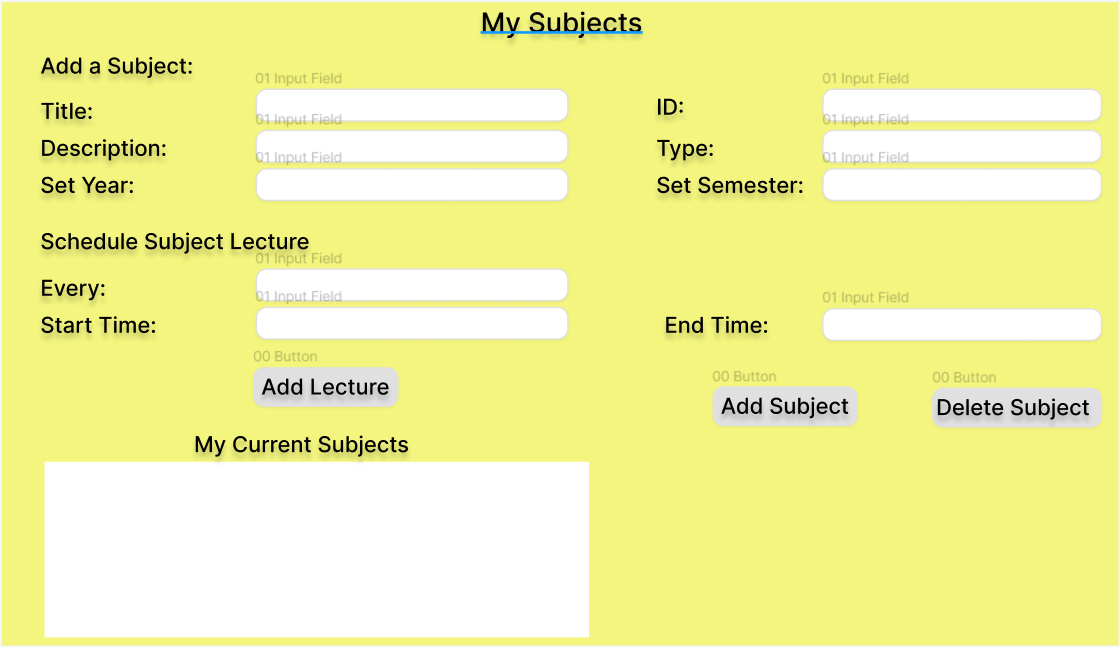 My Subjects
Add a Subject:
01 Input Field
01 Input Field
Title:
ID:
01 Input Field
01 Input Field
Description:
Type:
01 Input Field
01 Input Field
Set Year:
Set Semester:
Schedule Subject Lecture
01 Input Field
Every:
01 Input Field
01 Input Field
Start Time:
End Time:
00 Button
Add Lecture
00 Button
00 Button
Add Subject
Delete Subject
My Current Subjects